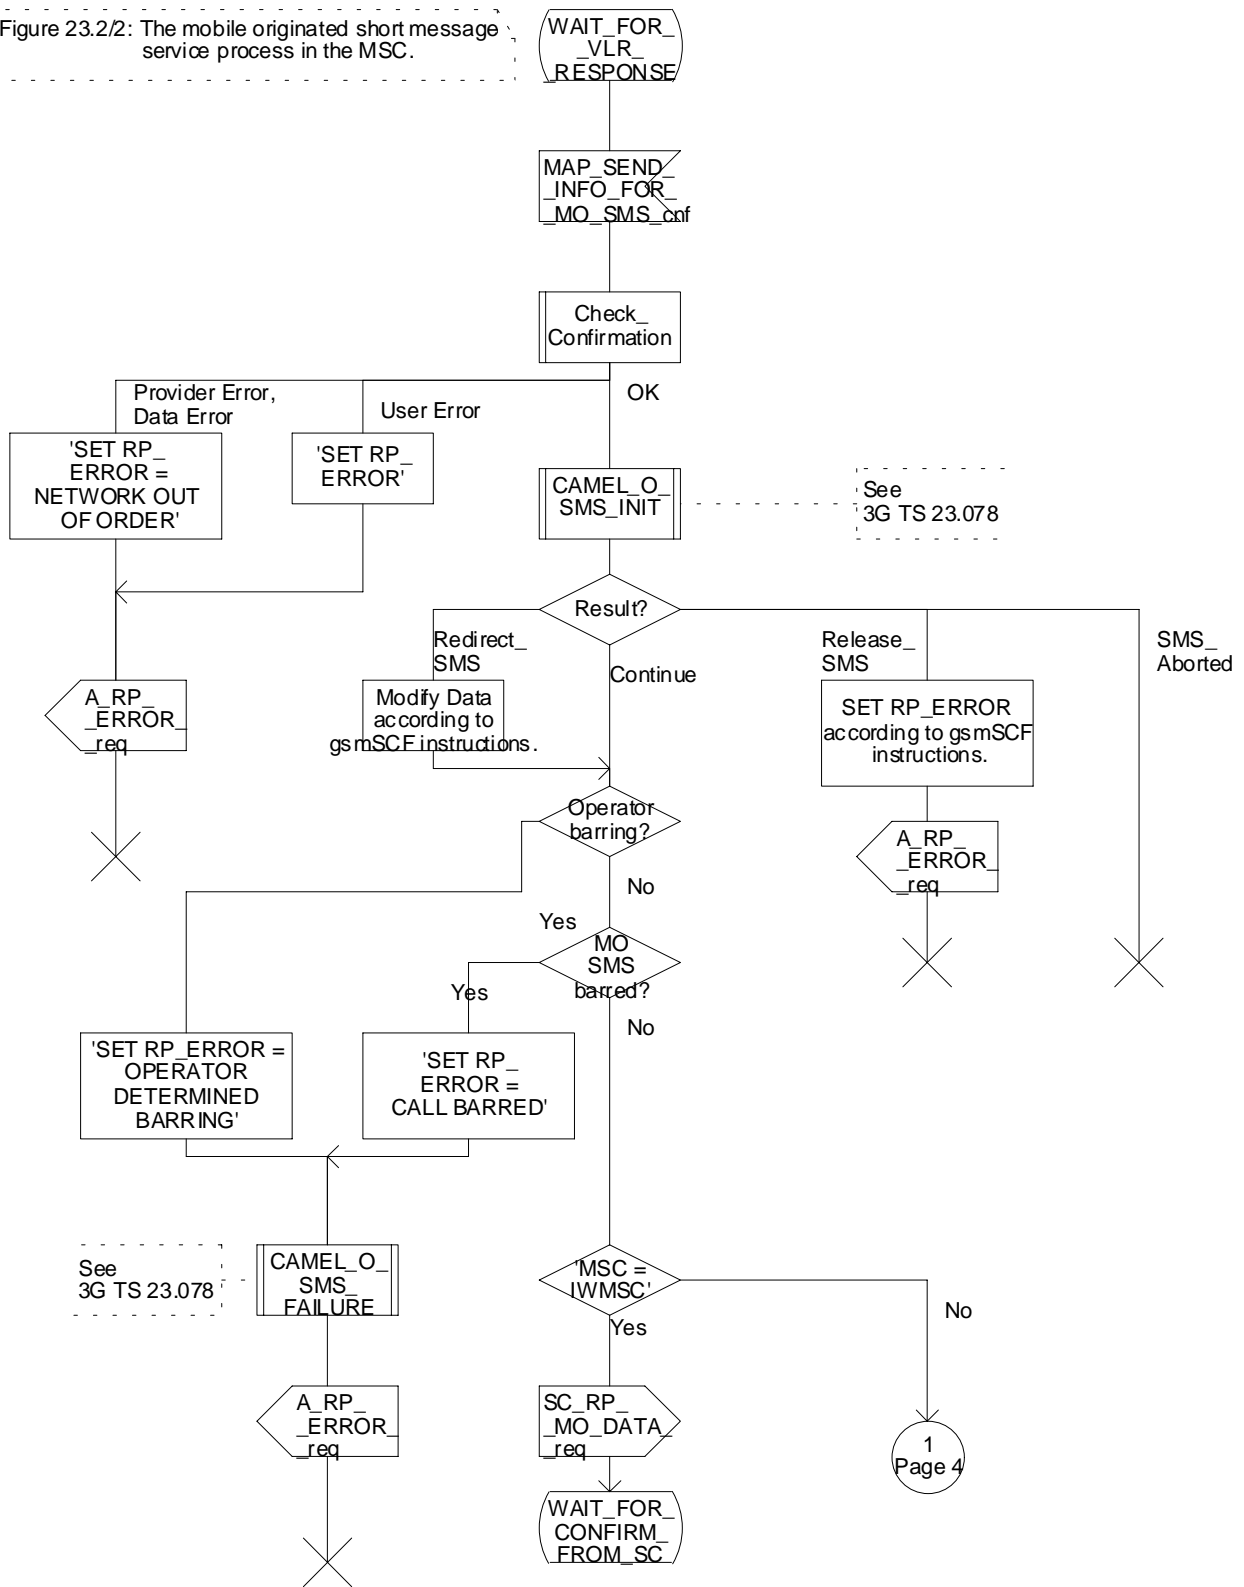 Figure 23.2/2: The mobile originated short message
service process in the MSC.
WAIT_FOR_
_VLR_
_RESPONSE
MAP_SEND_
_INFO_FOR_
_MO_SMS_cnf
Check_
Confirmation
Provider Error,
Data Error
User Error
OK
'SET RP_
ERROR =
NETWORK OUT
OF ORDER'
'SET RP_
ERROR'
CAMEL_O_
SMS_INIT
See
3G TS 23.078
Result?
Redirect_
SMS
Continue
Release_
SMS
SMS_
Aborted
A_RP_
_ERROR_
_req
Modify Data
according to
gsmSCF instructions.
SET RP_ERROR
according to gsmSCF
instructions.
Operator
barring?
A_RP_
_ERROR_
_req
No
Yes
MO
SMS
barred?
Yes
No
'SET RP_ERROR =
OPERATOR
DETERMINED
BARRING'
'SET RP_
ERROR =
CALL BARRED'
See
3G TS 23.078
CAMEL_O_
SMS_
FAILURE
'MSC =
IWMSC'
No
Yes
A_RP_
_ERROR_
_req
SC_RP_
_MO_DATA_
_req
1
Page 4
WAIT_FOR_
CONFIRM_
_FROM_SC